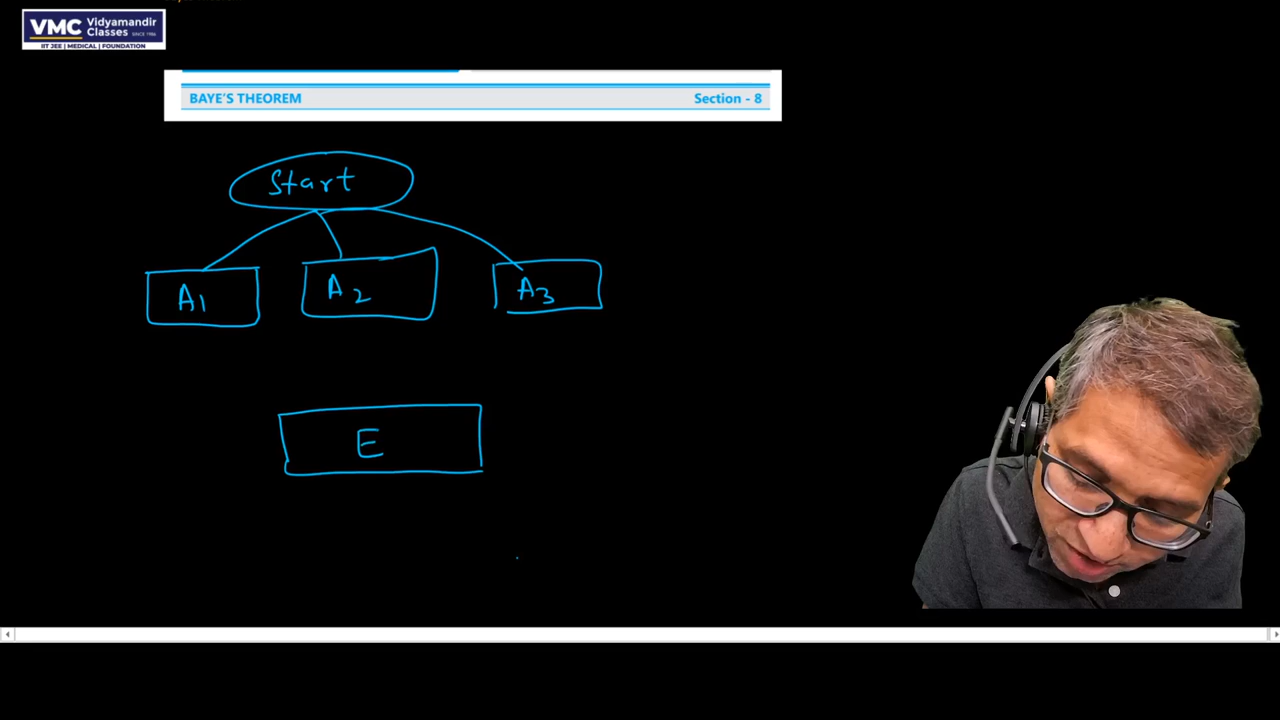 VMC Vidyamandir
Classes SINCE 1986
IIT JEE | MEDICAL | FOUNDATION
BAYE'S THEOREM Section - 8
Start
A1 A2 A3
E